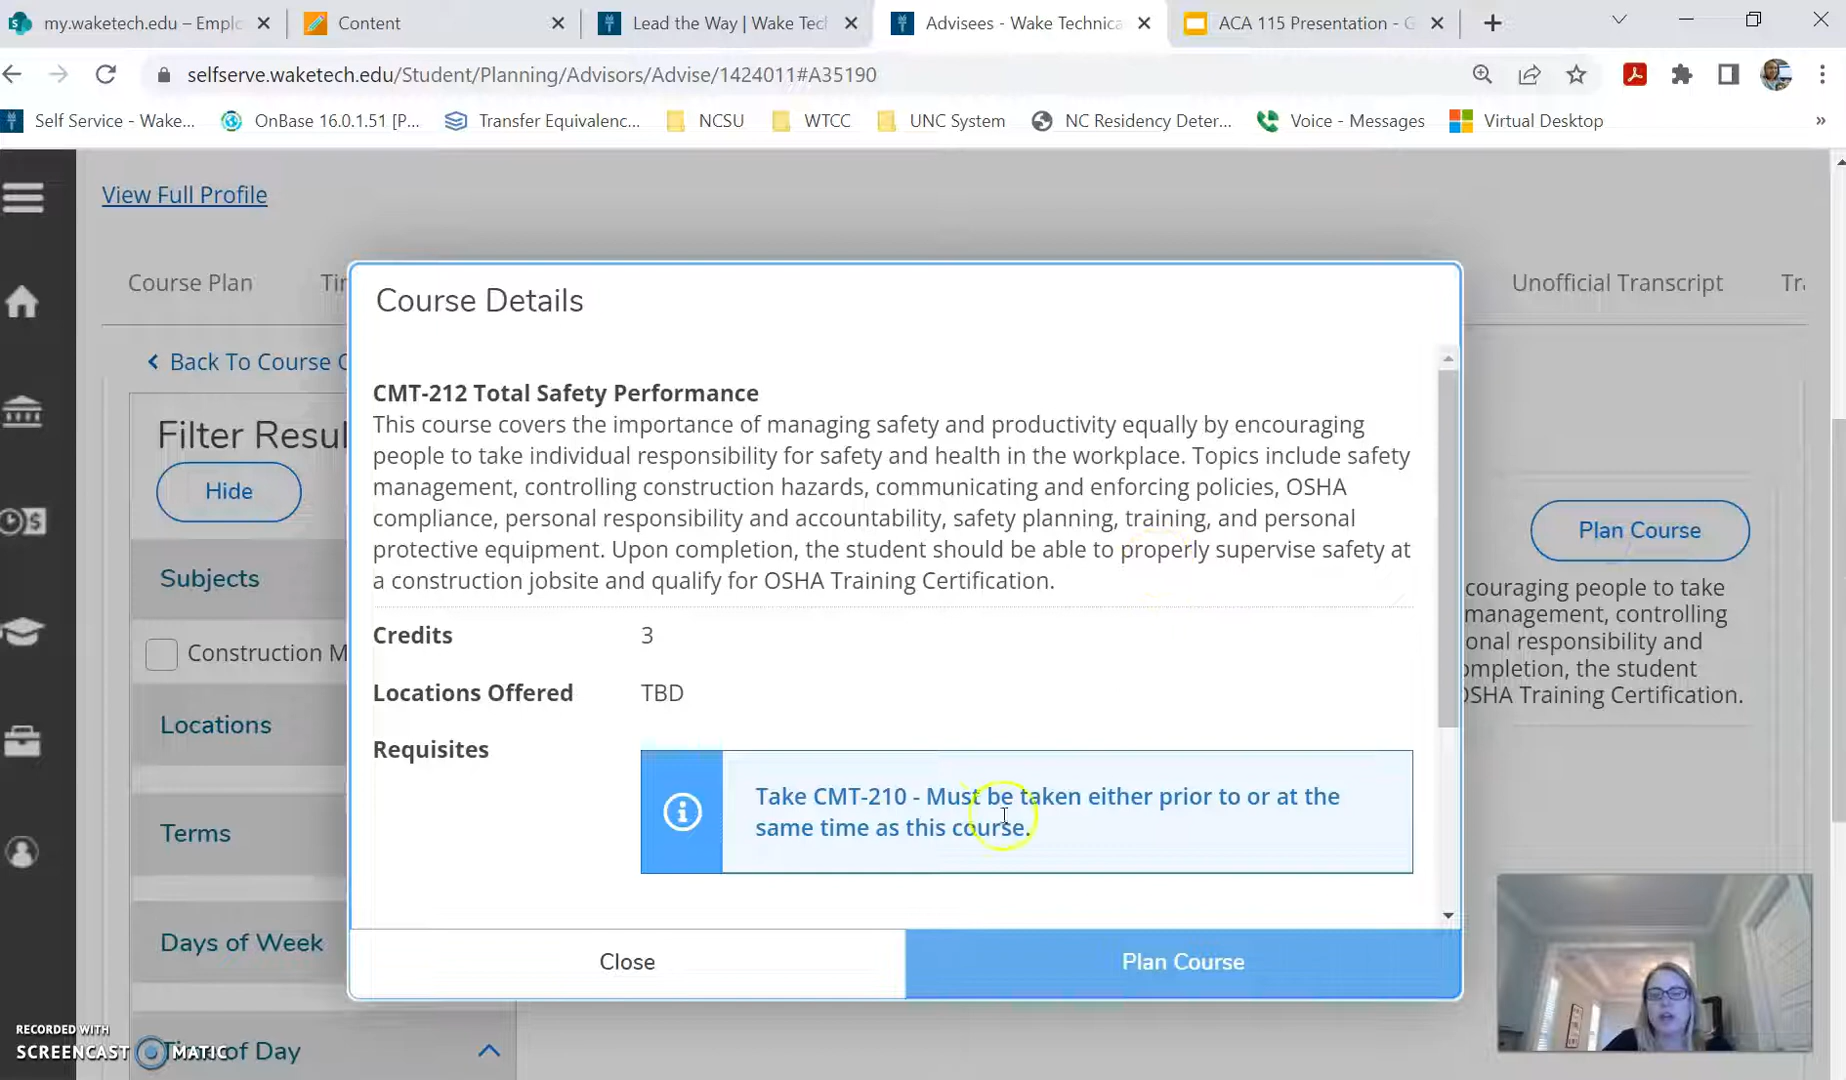 my.waketech.edu – Emplc
Content
Lead the Way | Wake Tech
Advisees - Wake Technica
ACA 115 Presentation - G
selfserve.waketech.edu/Student/Planning/Advisors/Advise/1424011#A35190
Self Service - Wake...
OnBase 16.0.1.51 [P...
Transfer Equivalenc...
NCSU
WTCC
UNC System
NC Residency Deter...
Voice - Messages
Virtual Desktop
»
View Full Profile
Course Plan
Unofficial Transcript
Back To Course C
Filter Resul
Hide
Subjects
Construction M
Locations
Terms
Days of Week
Time of Day
Course Details
CMT-212 Total Safety Performance
This course covers the importance of managing safety and productivity equally by encouraging
people to take individual responsibility for safety and health in the workplace. Topics include safety
management, controlling construction hazards, communicating and enforcing policies, OSHA
compliance, personal responsibility and accountability, safety planning, training, and personal
protective equipment. Upon completion, the student should be able to properly supervise safety at
a construction jobsite and qualify for OSHA Training Certification.
Credits 3
Locations Offered TBD
Requisites
Take CMT-210 - Must be taken either prior to or at the
same time as this course.
Close
Plan Course
Plan Course
couraging people to take
management, controlling
onal responsibility and
ompletion, the student
OSHA Training Certification.
RECORDED WITH
SCREENCAST MATIC